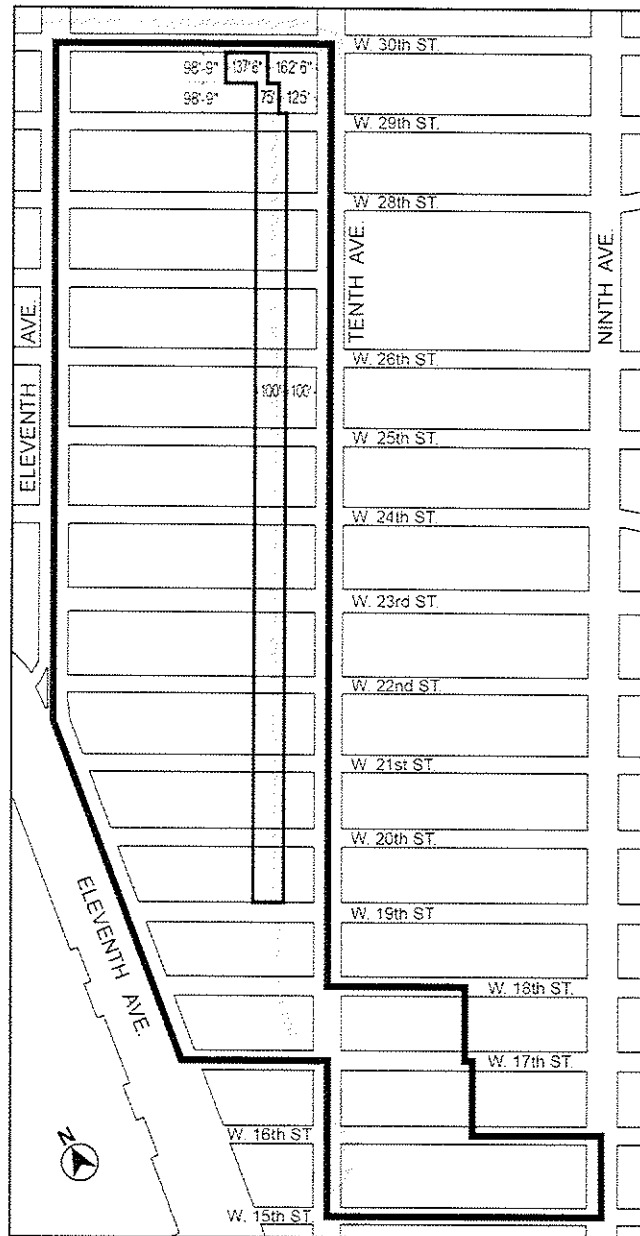 W. 30th ST.
98'-9" 137'6" 162'6"
98'-9" 75' 125'
W. 29th ST.
W. 28th ST.
ELEVENTH AVE.
TENTH AVE.
NINTH AVE.
W. 26th ST.
100' 100'
W. 25th ST.
W. 24th ST.
W. 23rd ST.
W. 22nd ST.
W. 21st ST.
W. 20th ST.
W. 19th ST
ELEVENTH AVE.
W. 18th ST.
W. 17th ST.
N
W. 16th ST
W. 15th ST.